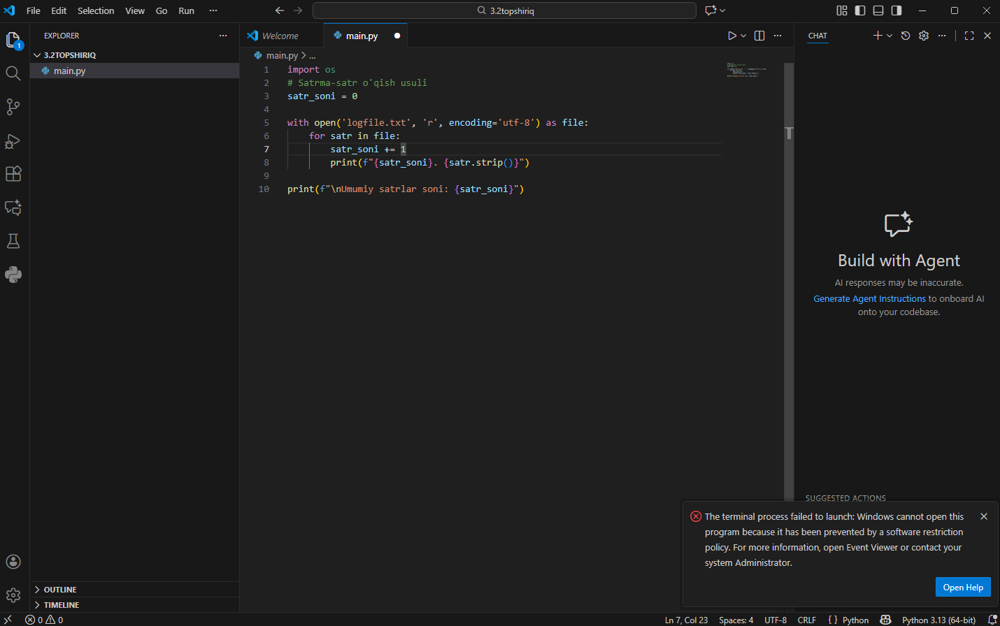 File Edit Selection View Go Run ···
3.2topshiriq
EXPLORER
1
3.2TOPSHIRIQ
main.py
OUTLINE
TIMELINE
Welcome
main.py
main.py > ...
1 import os
2 # Satrma-satr o'qish usuli
3 satr_soni = 0
4
5 with open('logfile.txt', 'r', encoding='utf-8') as file:
6     for satr in file:
7         satr_soni += 1
8         print(f"{satr_soni}. {satr.strip()}")
9
10 print(f"\nUmumiy satrlar soni: {satr_soni}")
CHAT
Build with Agent
AI responses may be inaccurate.
Generate Agent Instructions to onboard AI
onto your codebase.
SUGGESTED ACTIONS
The terminal process failed to launch: Windows cannot open this
program because it has been prevented by a software restriction
policy. For more information, open Event Viewer or contact your
system Administrator.
Open Help
0 0
Ln 7, Col 23 Spaces: 4 UTF-8 CRLF { } Python Python 3.13 (64-bit)